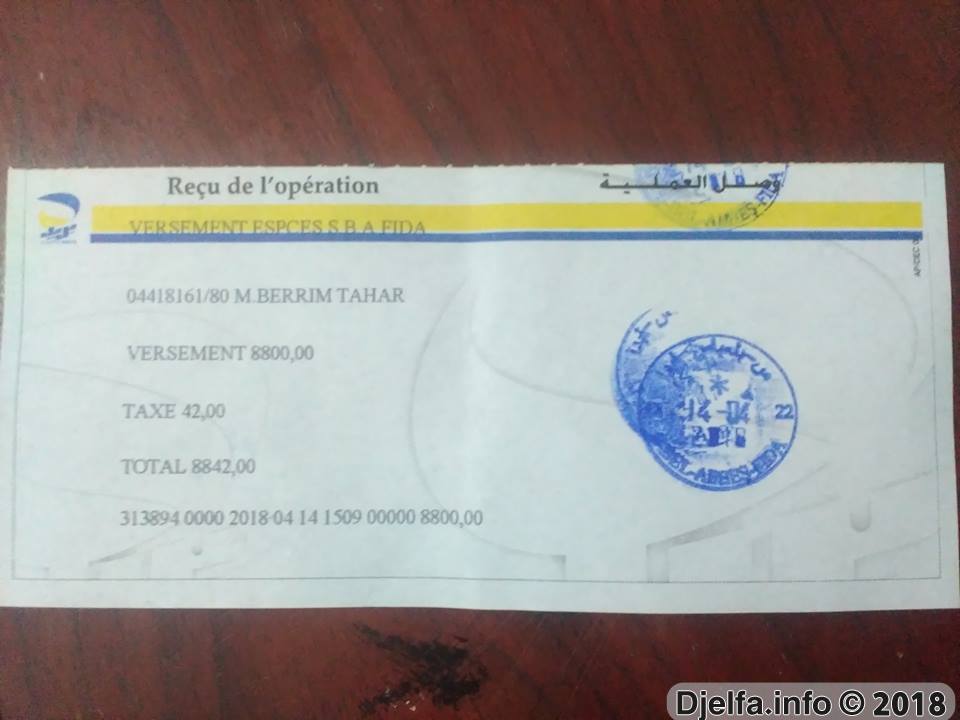 Reçu de l'opération
وصل العملية
VERSEMENT ESPCES S.B.A FIDA
04418161/80 M.BERRIM TAHAR
VERSEMENT 8800,00
TAXE 42,00
TOTAL 8842,00
313894 0000 2018 04 14 1509 00000 8800,00
22
Djelfa.info © 2018